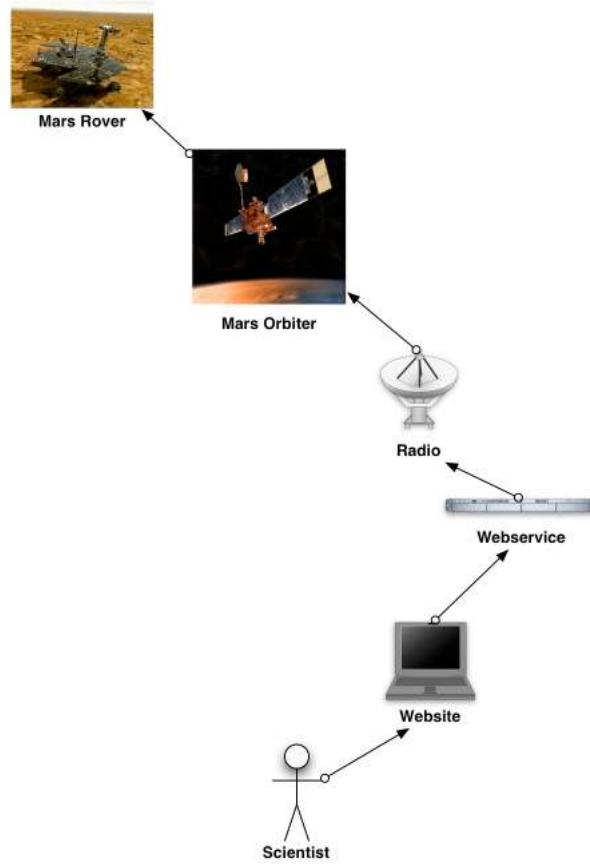 Mars Rover
Mars Orbiter
Radio
Webservice
Website
Scientist